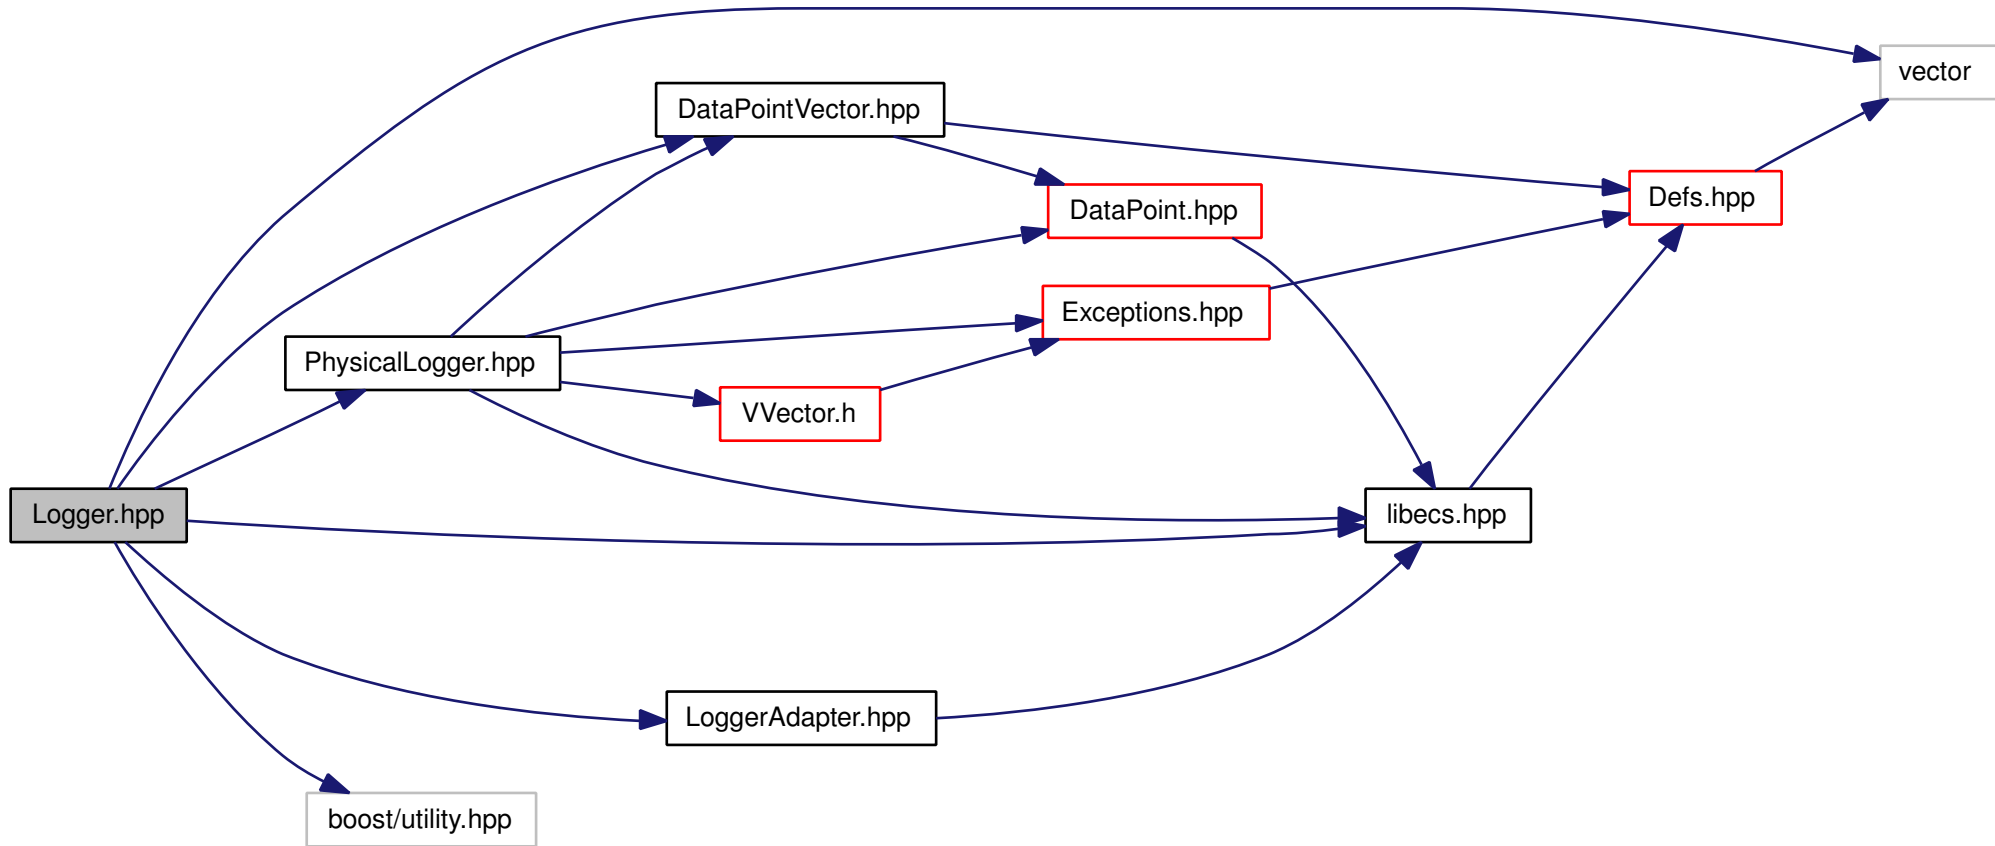 vector
DataPointVector.hpp
Defs.hpp
DataPoint.hpp
Exceptions.hpp
PhysicalLogger.hpp
VVector.h
Logger.hpp
libecs.hpp
LoggerAdapter.hpp
boost/utility.hpp